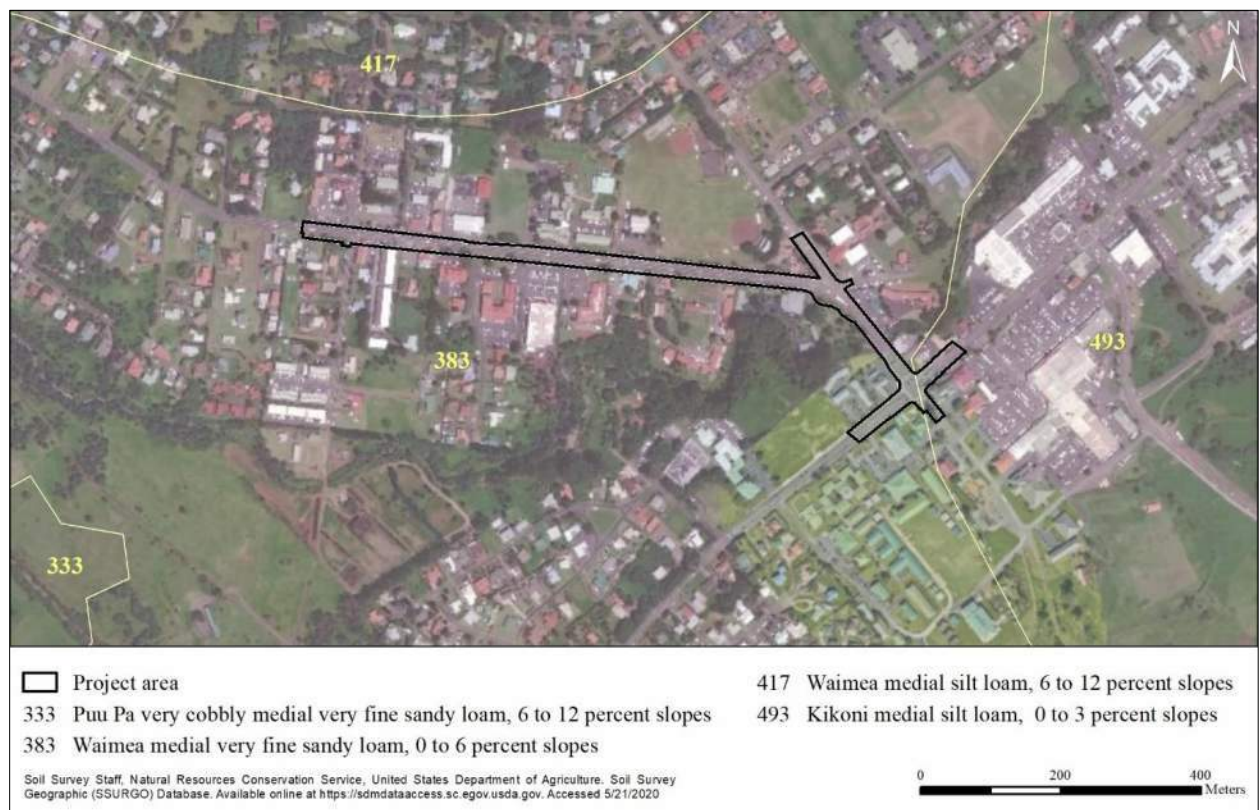 N
417
493
383
333
Project area
333 Puu Pa very cobbly medial very fine sandy loam, 6 to 12 percent slopes
383 Waimea medial very fine sandy loam, 0 to 6 percent slopes
417 Waimea medial silt loam, 6 to 12 percent slopes
493 Kikoni medial silt loam, 0 to 3 percent slopes
Soil Survey Staff, Natural Resources Conservation Service, United States Department of Agriculture. Soil Survey
Geographic (SSURGO) Database. Available online at https://sdmdataaccess.sc.egov.usda.gov. Accessed 5/21/2020
0 200 400
Meters